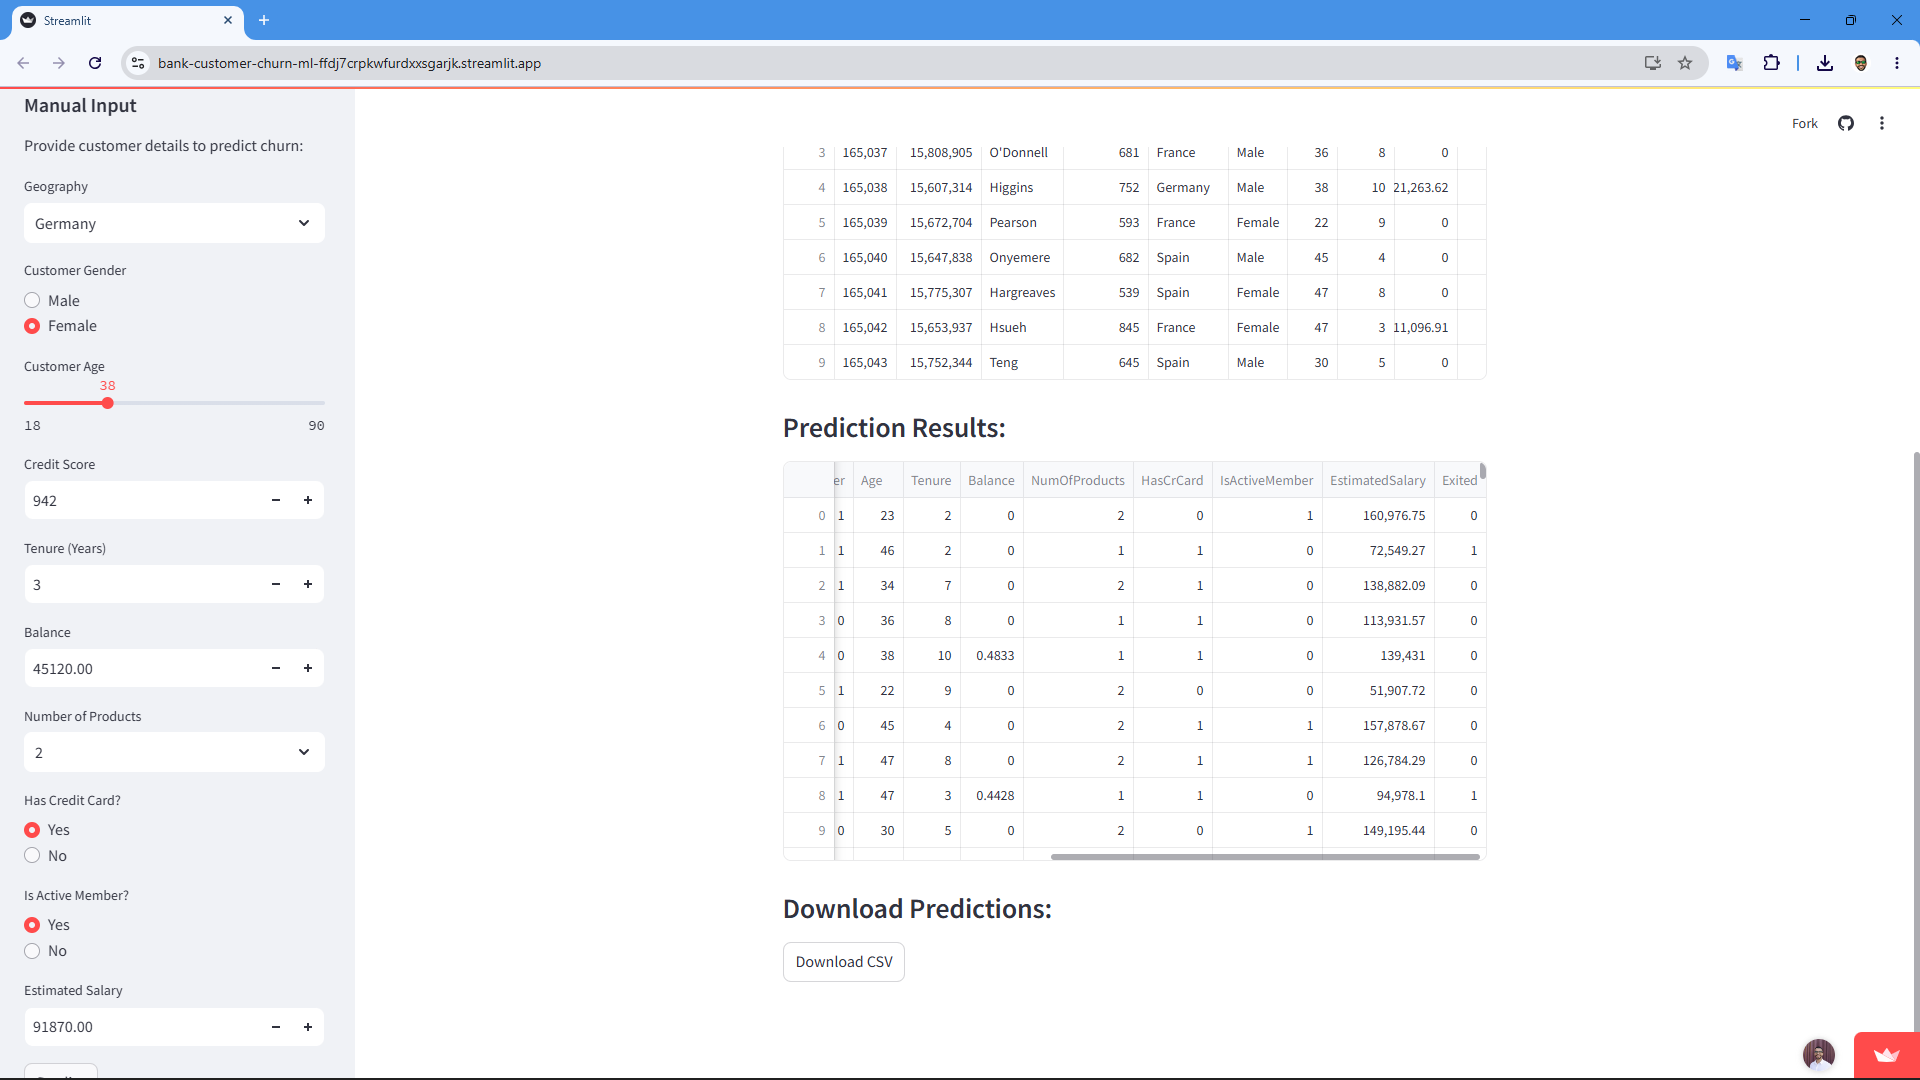 Streamlit
bank-customer-churn-ml-ffdj7crpkwfurdxxsgarjk.streamlit.app
Manual Input
Provide customer details to predict churn:
Geography
Germany
Customer Gender
Male
Female
Customer Age
38
18 90
Credit Score
942
Tenure (Years)
3
Balance
45120.00
Number of Products
2
Has Credit Card?
Yes
No
Is Active Member?
Yes
No
Estimated Salary
91870.00
Fork
3 165,037 15,808,905 O'Donnell 681 France Male 36 8 0
4 165,038 15,607,314 Higgins 752 Germany Male 38 10 21,263.62
5 165,039 15,672,704 Pearson 593 France Female 22 9 0
6 165,040 15,647,838 Onyemere 682 Spain Male 45 4 0
7 165,041 15,775,307 Hargreaves 539 Spain Female 47 8 0
8 165,042 15,653,937 Hsueh 845 France Female 47 3 11,096.91
9 165,043 15,752,344 Teng 645 Spain Male 30 5 0
Prediction Results:
er Age Tenure Balance NumOfProducts HasCrCard IsActiveMember EstimatedSalary Exited
0 1 23 2 0 2 0 1 160,976.75 0
1 1 46 2 0 1 1 0 72,549.27 1
2 1 34 7 0 2 1 0 138,882.09 0
3 0 36 8 0 1 1 0 113,931.57 0
4 0 38 10 0.4833 1 1 0 139,431 0
5 1 22 9 0 2 0 0 51,907.72 0
6 0 45 4 0 2 1 1 157,878.67 0
7 1 47 8 0 2 1 1 126,784.29 0
8 1 47 3 0.4428 1 1 0 94,978.1 1
9 0 30 5 0 2 0 1 149,195.44 0
Download Predictions:
Download CSV